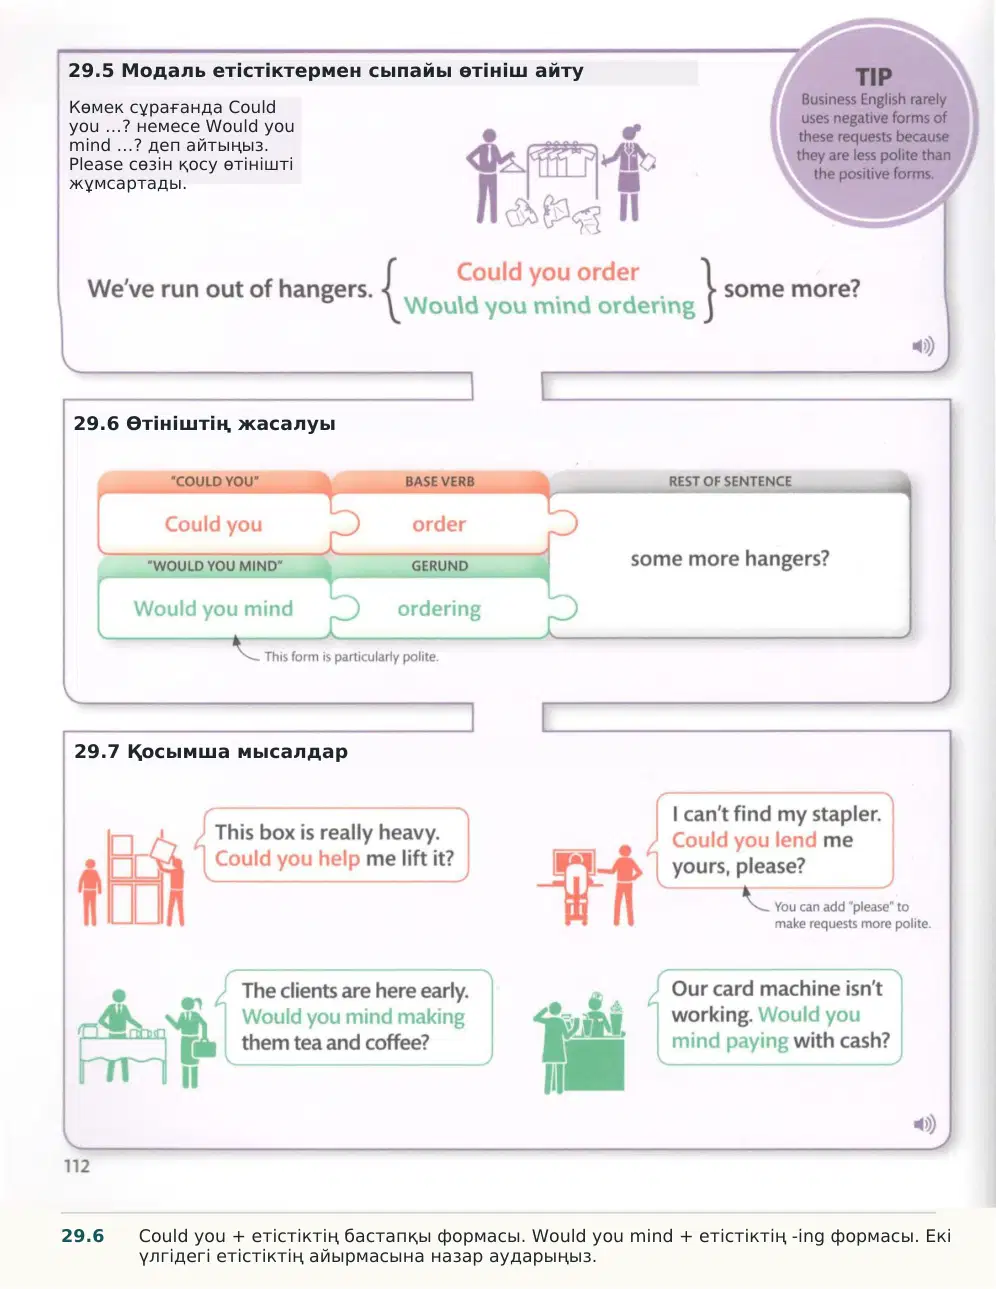 29.5 Модаль етістіктермен сыпайы өтініш айту
Көмек сұрағанда Could
you ...? немесе Would you
mind ...? деп айтыңыз.
Please сөзін қосу өтінішті
жұмсартады.
TIP
Business English rarely
uses negative forms of
these requests because
they are less polite than
the positive forms.
We've run out of hangers. { Could you order
Would you mind ordering } some more?
29.6 Өтініштің жасалуы
"COULD YOU" BASE VERB REST OF SENTENCE
Could you order
some more hangers?
"WOULD YOU MIND" GERUND
Would you mind ordering
This form is particularly polite.
29.7 Қосымша мысалдар
This box is really heavy.
Could you help me lift it?
I can't find my stapler.
Could you lend me
yours, please?
You can add "please" to
make requests more polite.
The clients are here early.
Would you mind making
them tea and coffee?
Our card machine isn't
working. Would you
mind paying with cash?
112
29.6 Could you + етістіктің бастапқы формасы. Would you mind + етістіктің -ing формасы. Екі
үлгідегі етістіктің айырмасына назар аударыңыз.